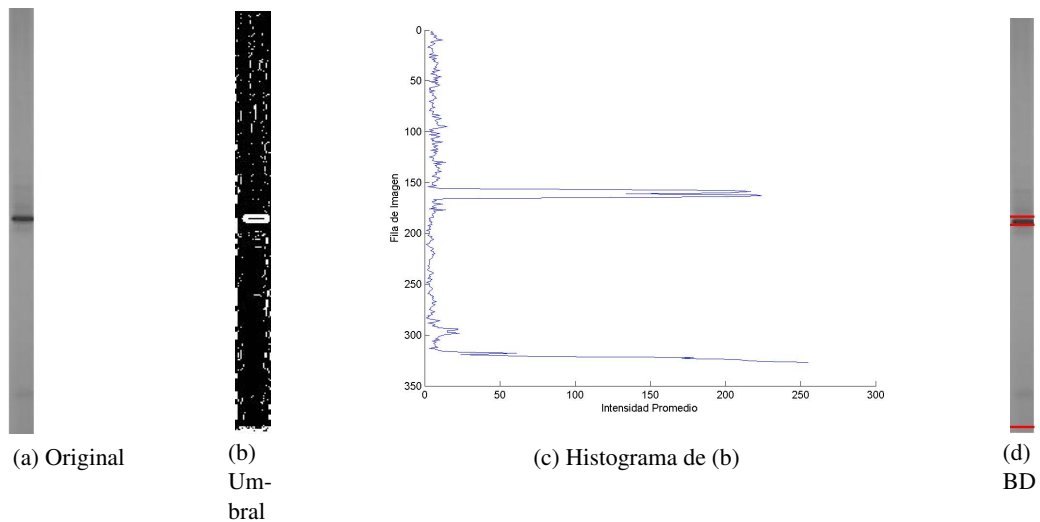 0
50
100
150
200
250
300
350
Fila de Imagen
0
50
100
150
200
250
300
Intensidad Promedio
(a) Original
(b)
Um-
bral
(c) Histograma de (b)
(d)
BD